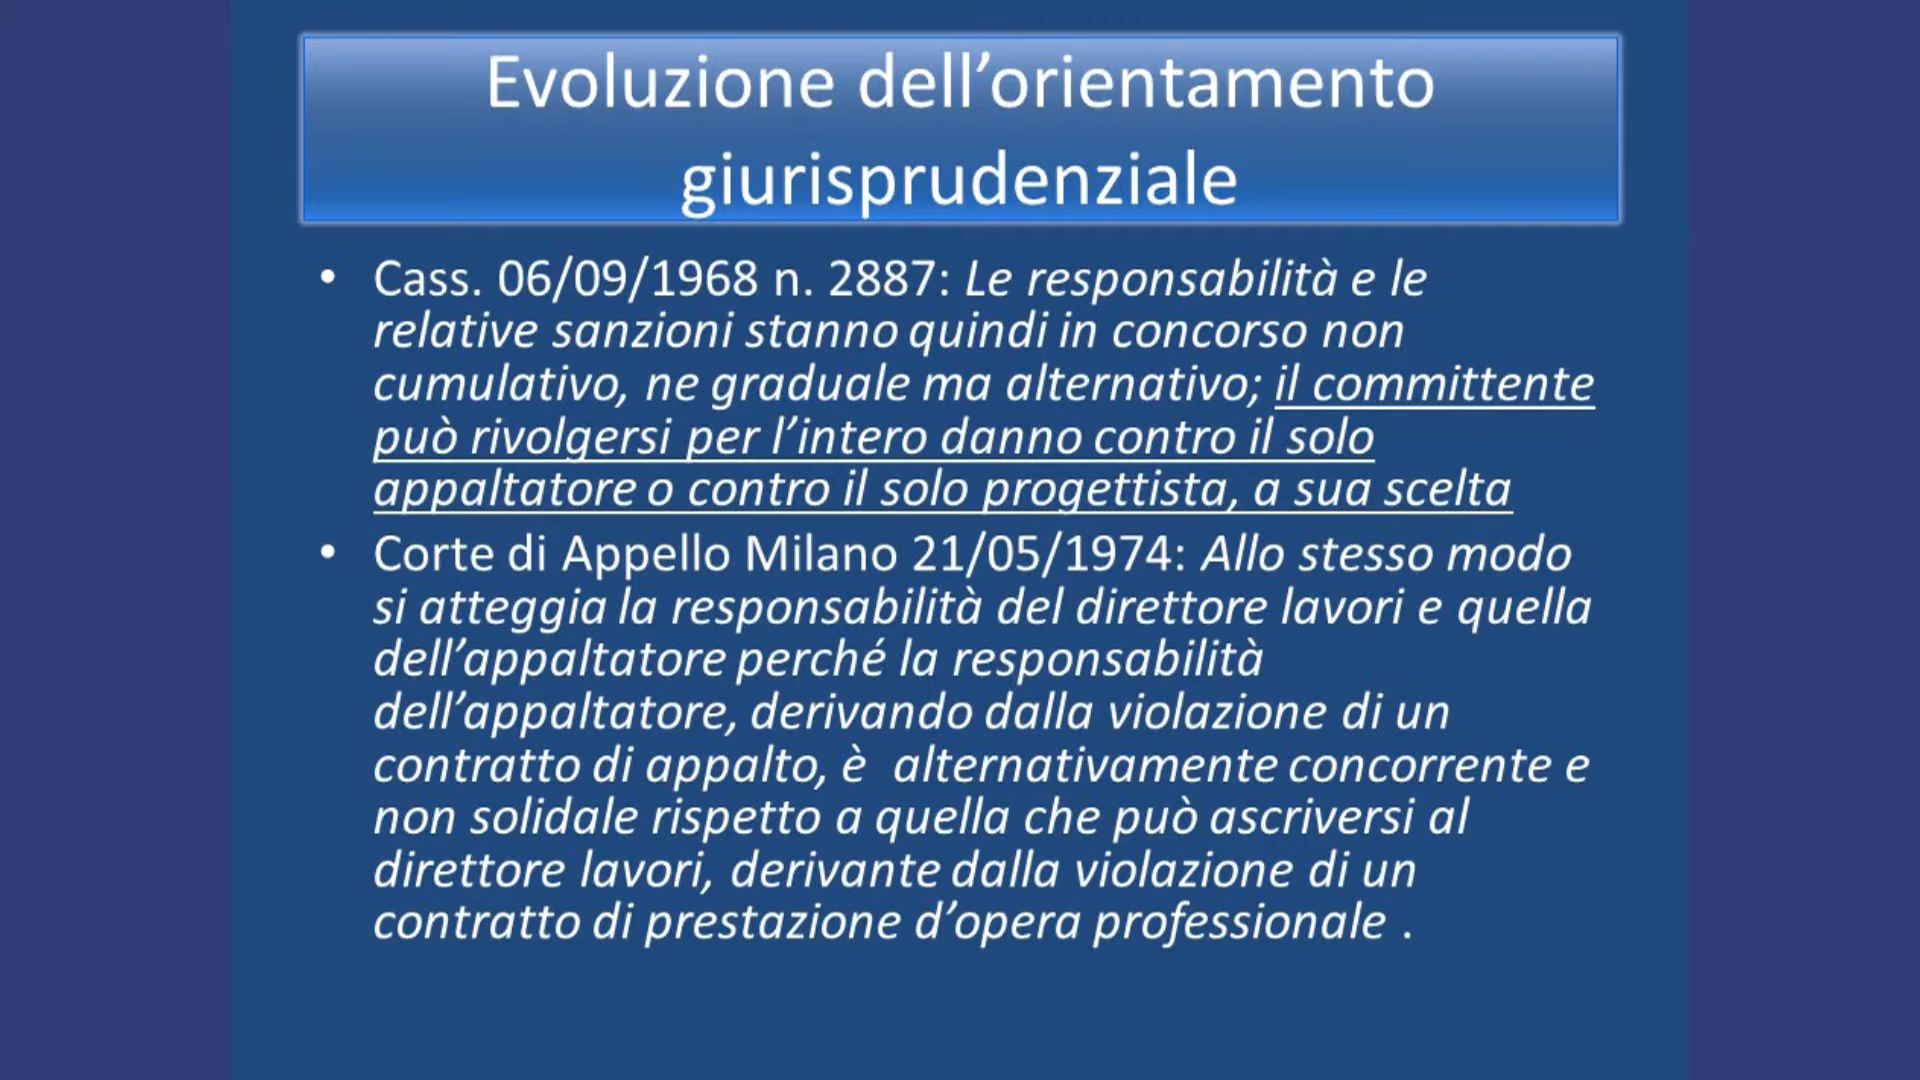 Evoluzione dell’orientamento
giurisprudenziale
• Cass. 06/09/1968 n. 2887: Le responsabilità e le
relative sanzioni stanno quindi in concorso non
cumulativo, ne graduale ma alternativo; il committente
può rivolgersi per l’intero danno contro il solo
appaltatore o contro il solo progettista, a sua scelta
• Corte di Appello Milano 21/05/1974: Allo stesso modo
si atteggia la responsabilità del direttore lavori e quella
dell’appaltatore perché la responsabilità
dell’appaltatore, derivando dalla violazione di un
contratto di appalto, è  alternativamente concorrente e
non solidale rispetto a quella che può ascriversi al
direttore lavori, derivante dalla violazione di un
contratto di prestazione d’opera professionale .